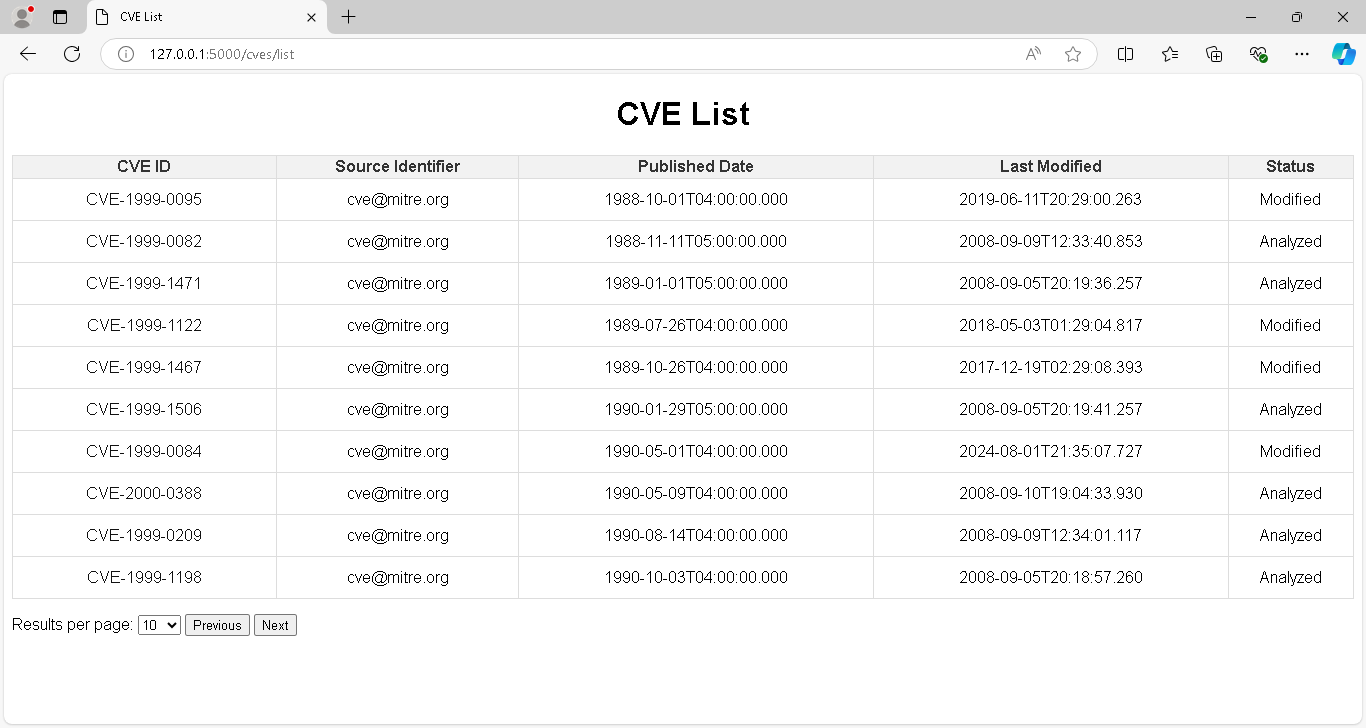 CVE List
127.0.0.1:5000/cves/list
CVE List
CVE ID Source Identifier Published Date Last Modified Status
CVE-1999-0095 cve@mitre.org 1988-10-01T04:00:00.000 2019-06-11T20:29:00.263 Modified
CVE-1999-0082 cve@mitre.org 1988-11-11T05:00:00.000 2008-09-09T12:33:40.853 Analyzed
CVE-1999-1471 cve@mitre.org 1989-01-01T05:00:00.000 2008-09-05T20:19:36.257 Analyzed
CVE-1999-1122 cve@mitre.org 1989-07-26T04:00:00.000 2018-05-03T01:29:04.817 Modified
CVE-1999-1467 cve@mitre.org 1989-10-26T04:00:00.000 2017-12-19T02:29:08.393 Modified
CVE-1999-1506 cve@mitre.org 1990-01-29T05:00:00.000 2008-09-05T20:19:41.257 Analyzed
CVE-1999-0084 cve@mitre.org 1990-05-01T04:00:00.000 2024-08-01T21:35:07.727 Modified
CVE-2000-0388 cve@mitre.org 1990-05-09T04:00:00.000 2008-09-10T19:04:33.930 Analyzed
CVE-1999-0209 cve@mitre.org 1990-08-14T04:00:00.000 2008-09-09T12:34:01.117 Analyzed
CVE-1999-1198 cve@mitre.org 1990-10-03T04:00:00.000 2008-09-05T20:18:57.260 Analyzed
Results per page: 10 Previous Next